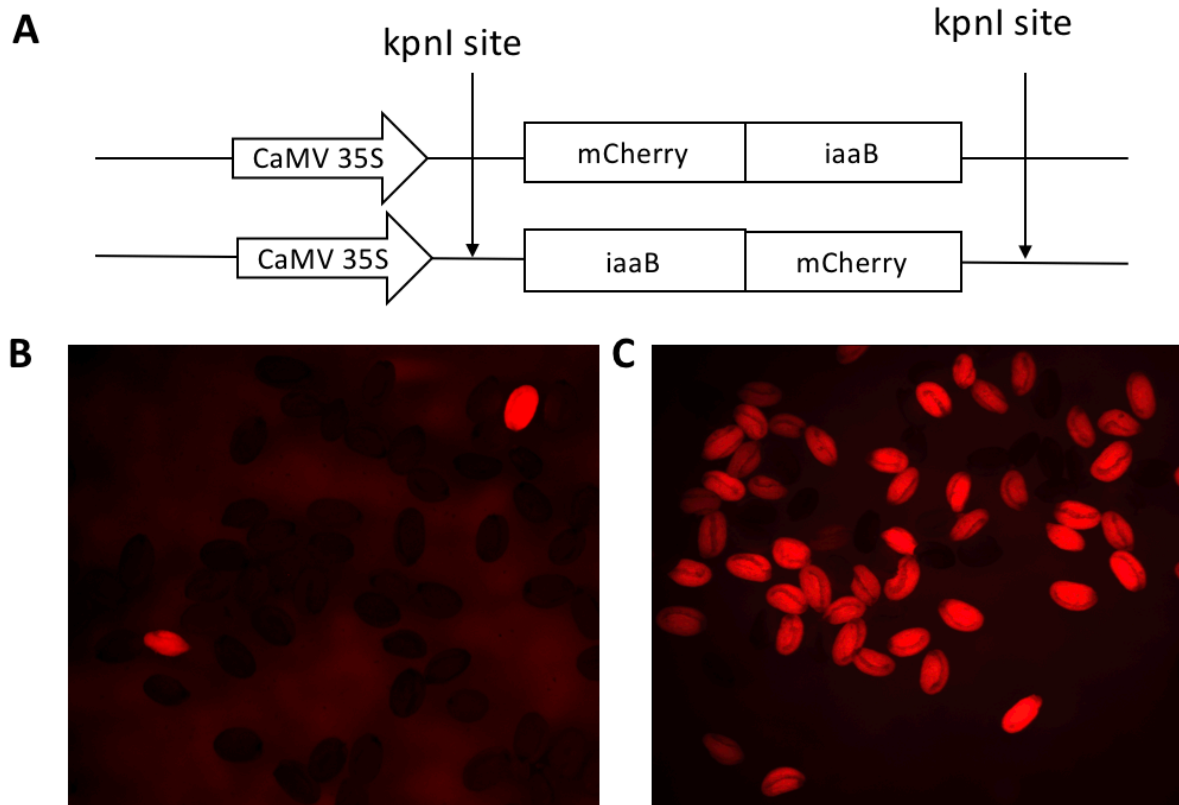 A
kpnI site
kpnI site
CaMV 35S
mCherry
iaaB
CaMV 35S
iaaB
mCherry
B
C